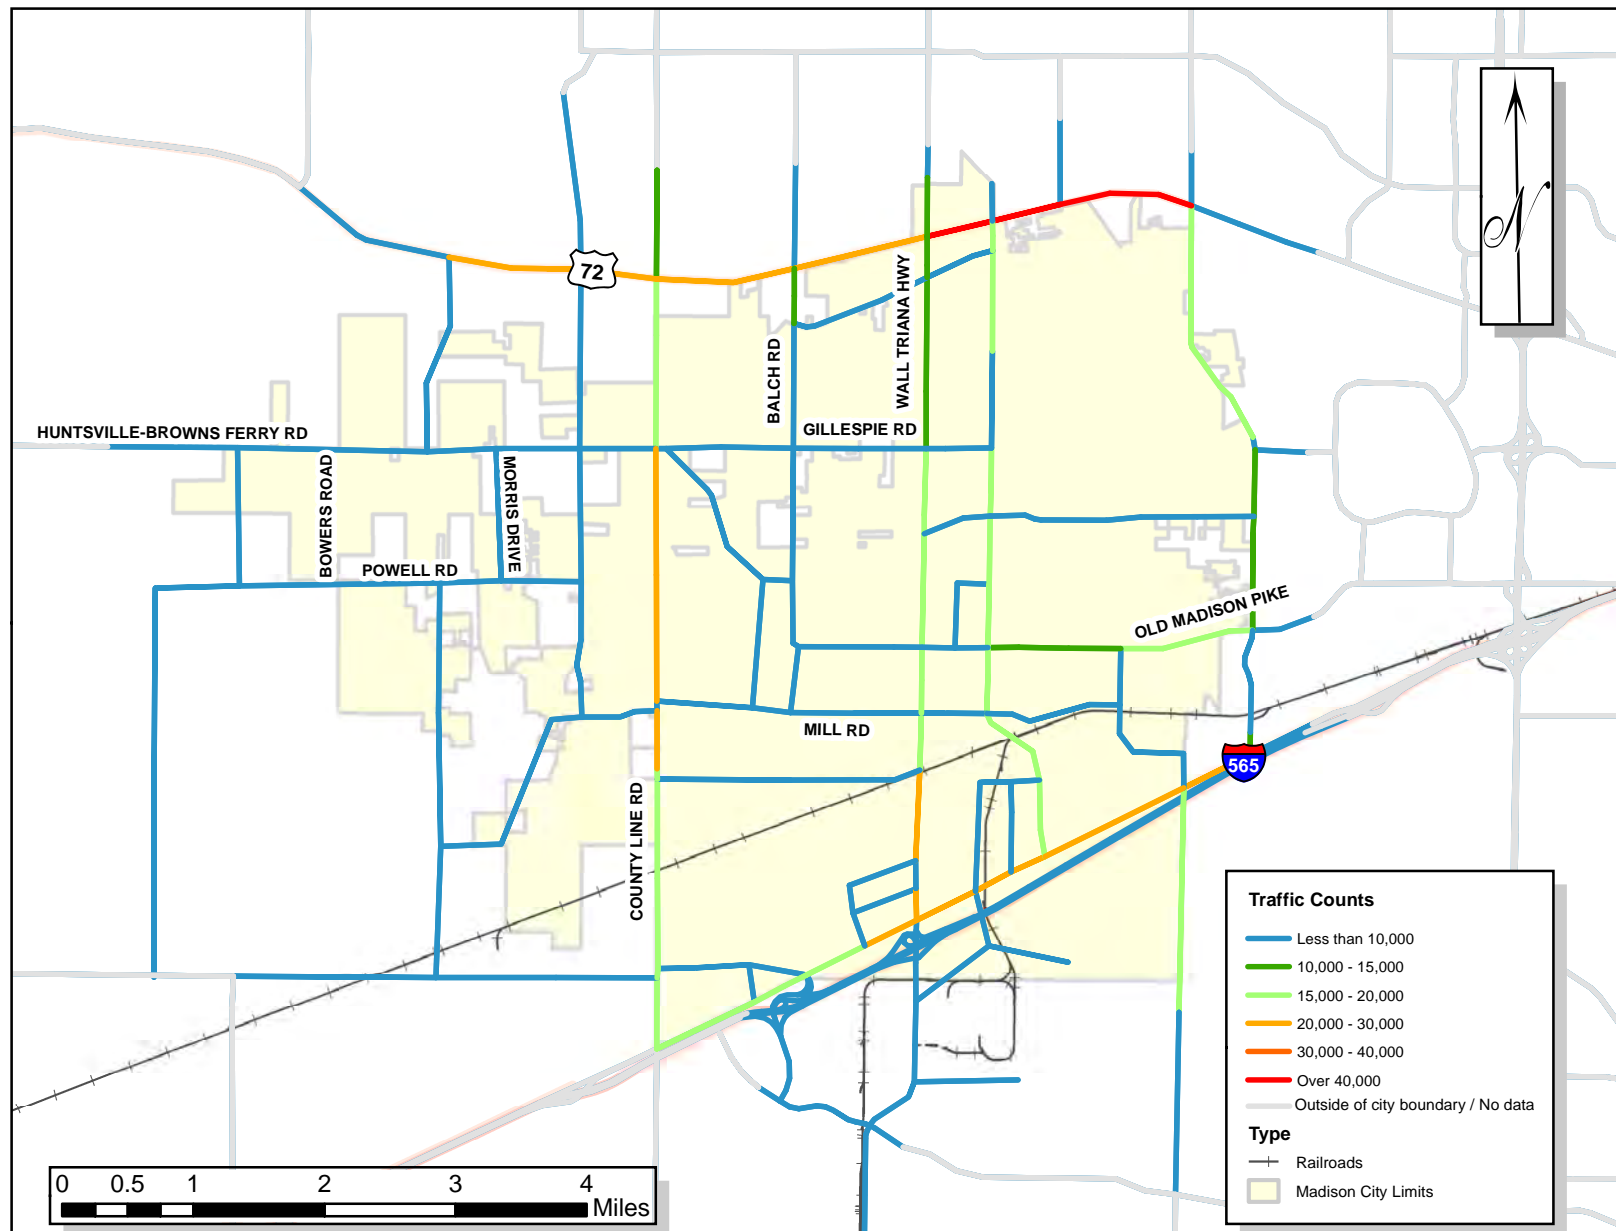 N
72
WALL TRIANA HWY
BALCH RD
HUNTSVILLE-BROWNS FERRY RD
GILLESPIE RD
BOWERS ROAD
MORRIS DRIVE
POWELL RD
OLD MADISON PIKE
MILL RD
565
COUNTY LINE RD
Traffic Counts
Less than 10,000
10,000 - 15,000
15,000 - 20,000
20,000 - 30,000
30,000 - 40,000
Over 40,000
Outside of city boundary / No data
Type
Railroads
Madison City Limits
0 0.5 1 2 3 4
Miles